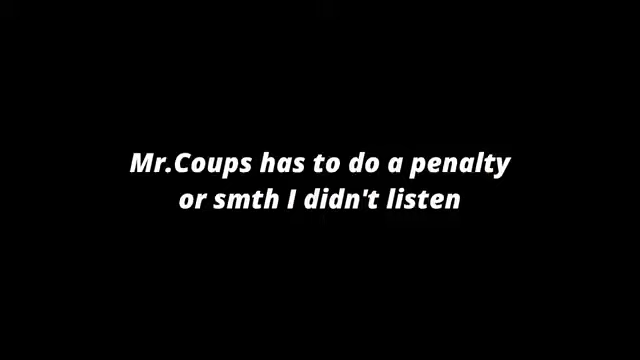 Mr.Coups has to do a penalty
or smth I didn't listen